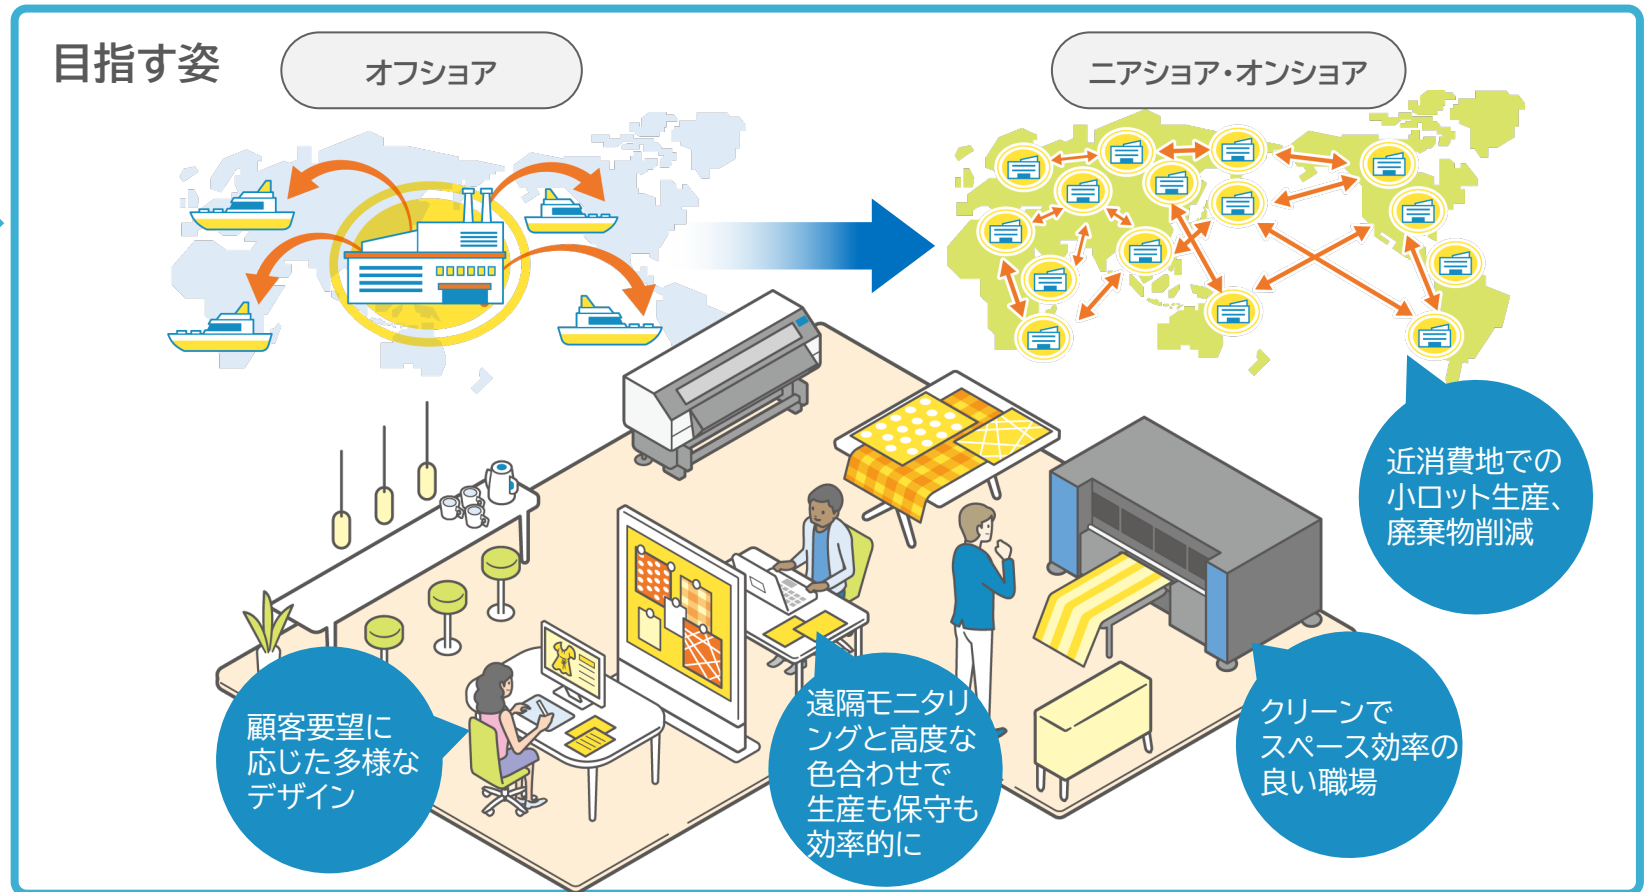 目指す姿
オフショア
ニアショア・オンショア
近消費地での
小ロット生産、
廃棄物削減
顧客要望に
応じた多様な
デザイン
遠隔モニタリ
ングと高度な
色合わせで
生産も保守も
効率的に
クリーンで
スペース効率の
良い職場